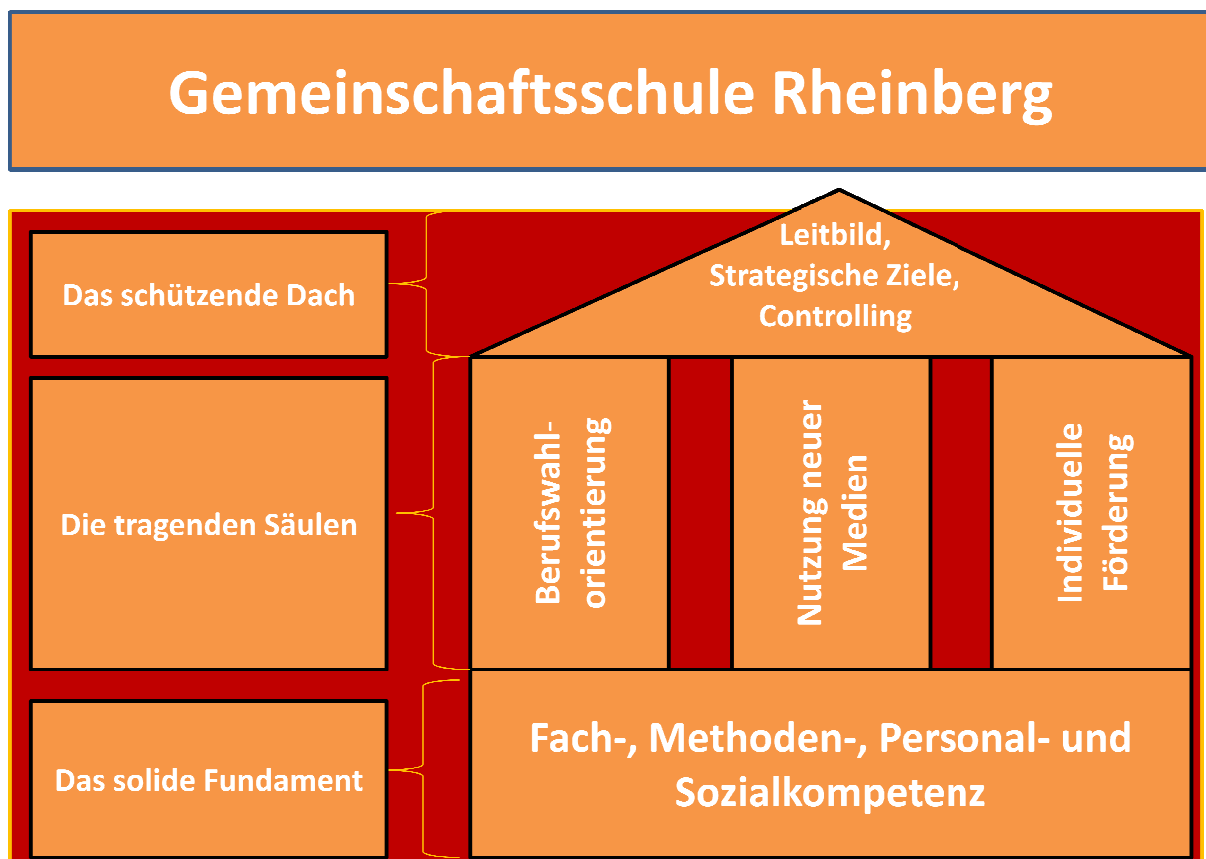 Gemeinschaftsschule Rheinberg
Das schützende Dach
Leitbild,
Strategische Ziele,
Controlling
Die tragenden Säulen
Berufswahl-
orientierung
Nutzung neuer
Medien
Individuelle
Förderung
Das solide Fundament
Fach-, Methoden-, Personal- und
Sozialkompetenz